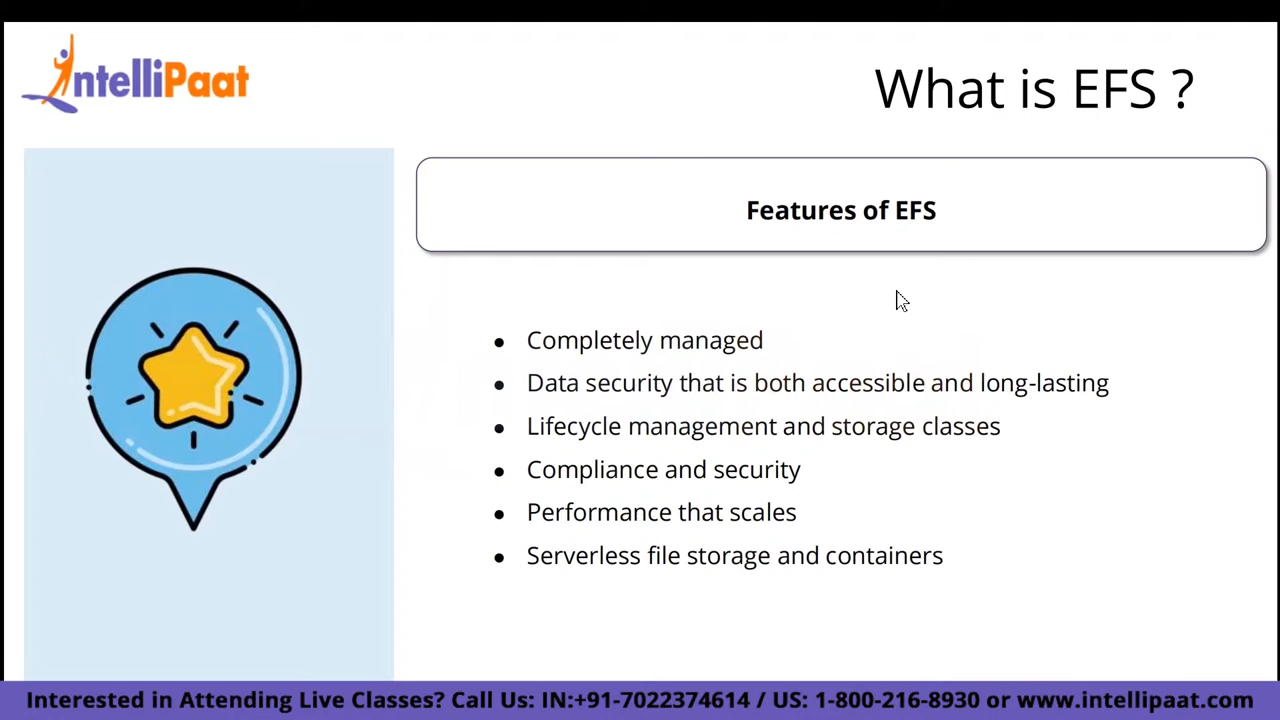 IntelliPaat
What is EFS ?
Features of EFS
Completely managed
Data security that is both accessible and long-lasting
Lifecycle management and storage classes
Compliance and security
Performance that scales
Serverless file storage and containers
Interested in Attending Live Classes? Call Us: IN:+91-7022374614 / US: 1-800-216-8930 or www.intellipaat.com